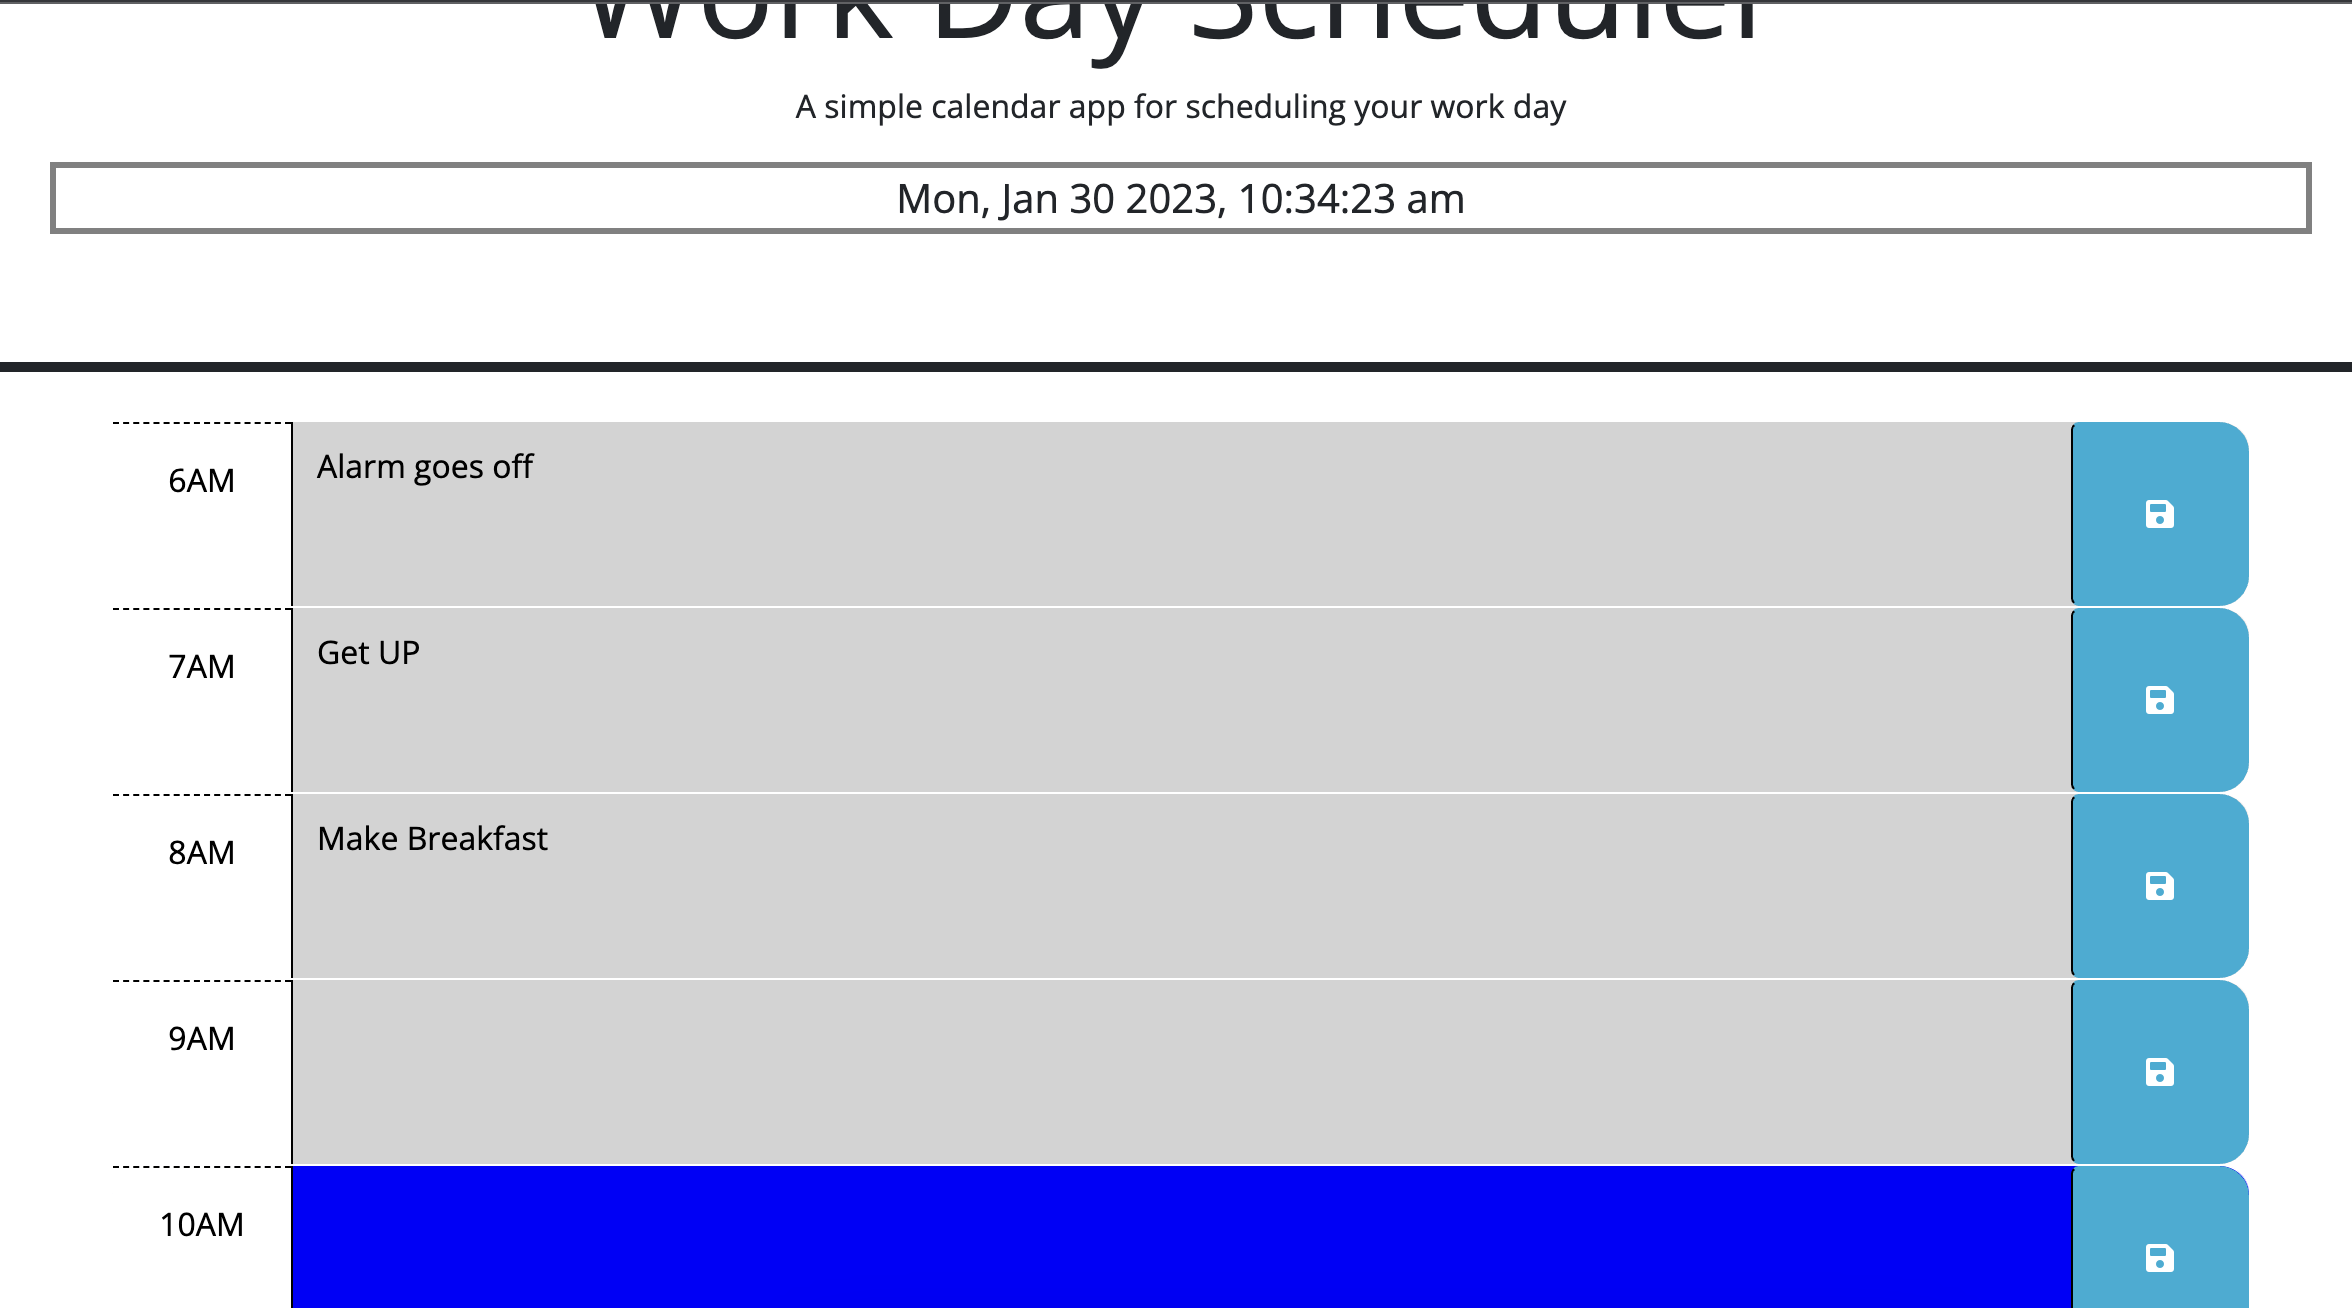 Work Day Scheduler
A simple calendar app for scheduling your work day
Mon, Jan 30 2023, 10:34:23 am
6AM
Alarm goes off
7AM
Get UP
8AM
Make Breakfast
9AM
10AM